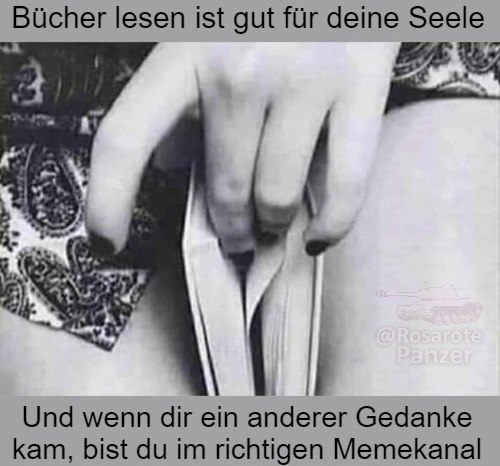 Bücher lesen ist gut für deine Seele
@Rosarote
Panzer
Und wenn dir ein anderer Gedanke
kam, bist du im richtigen Memekanal